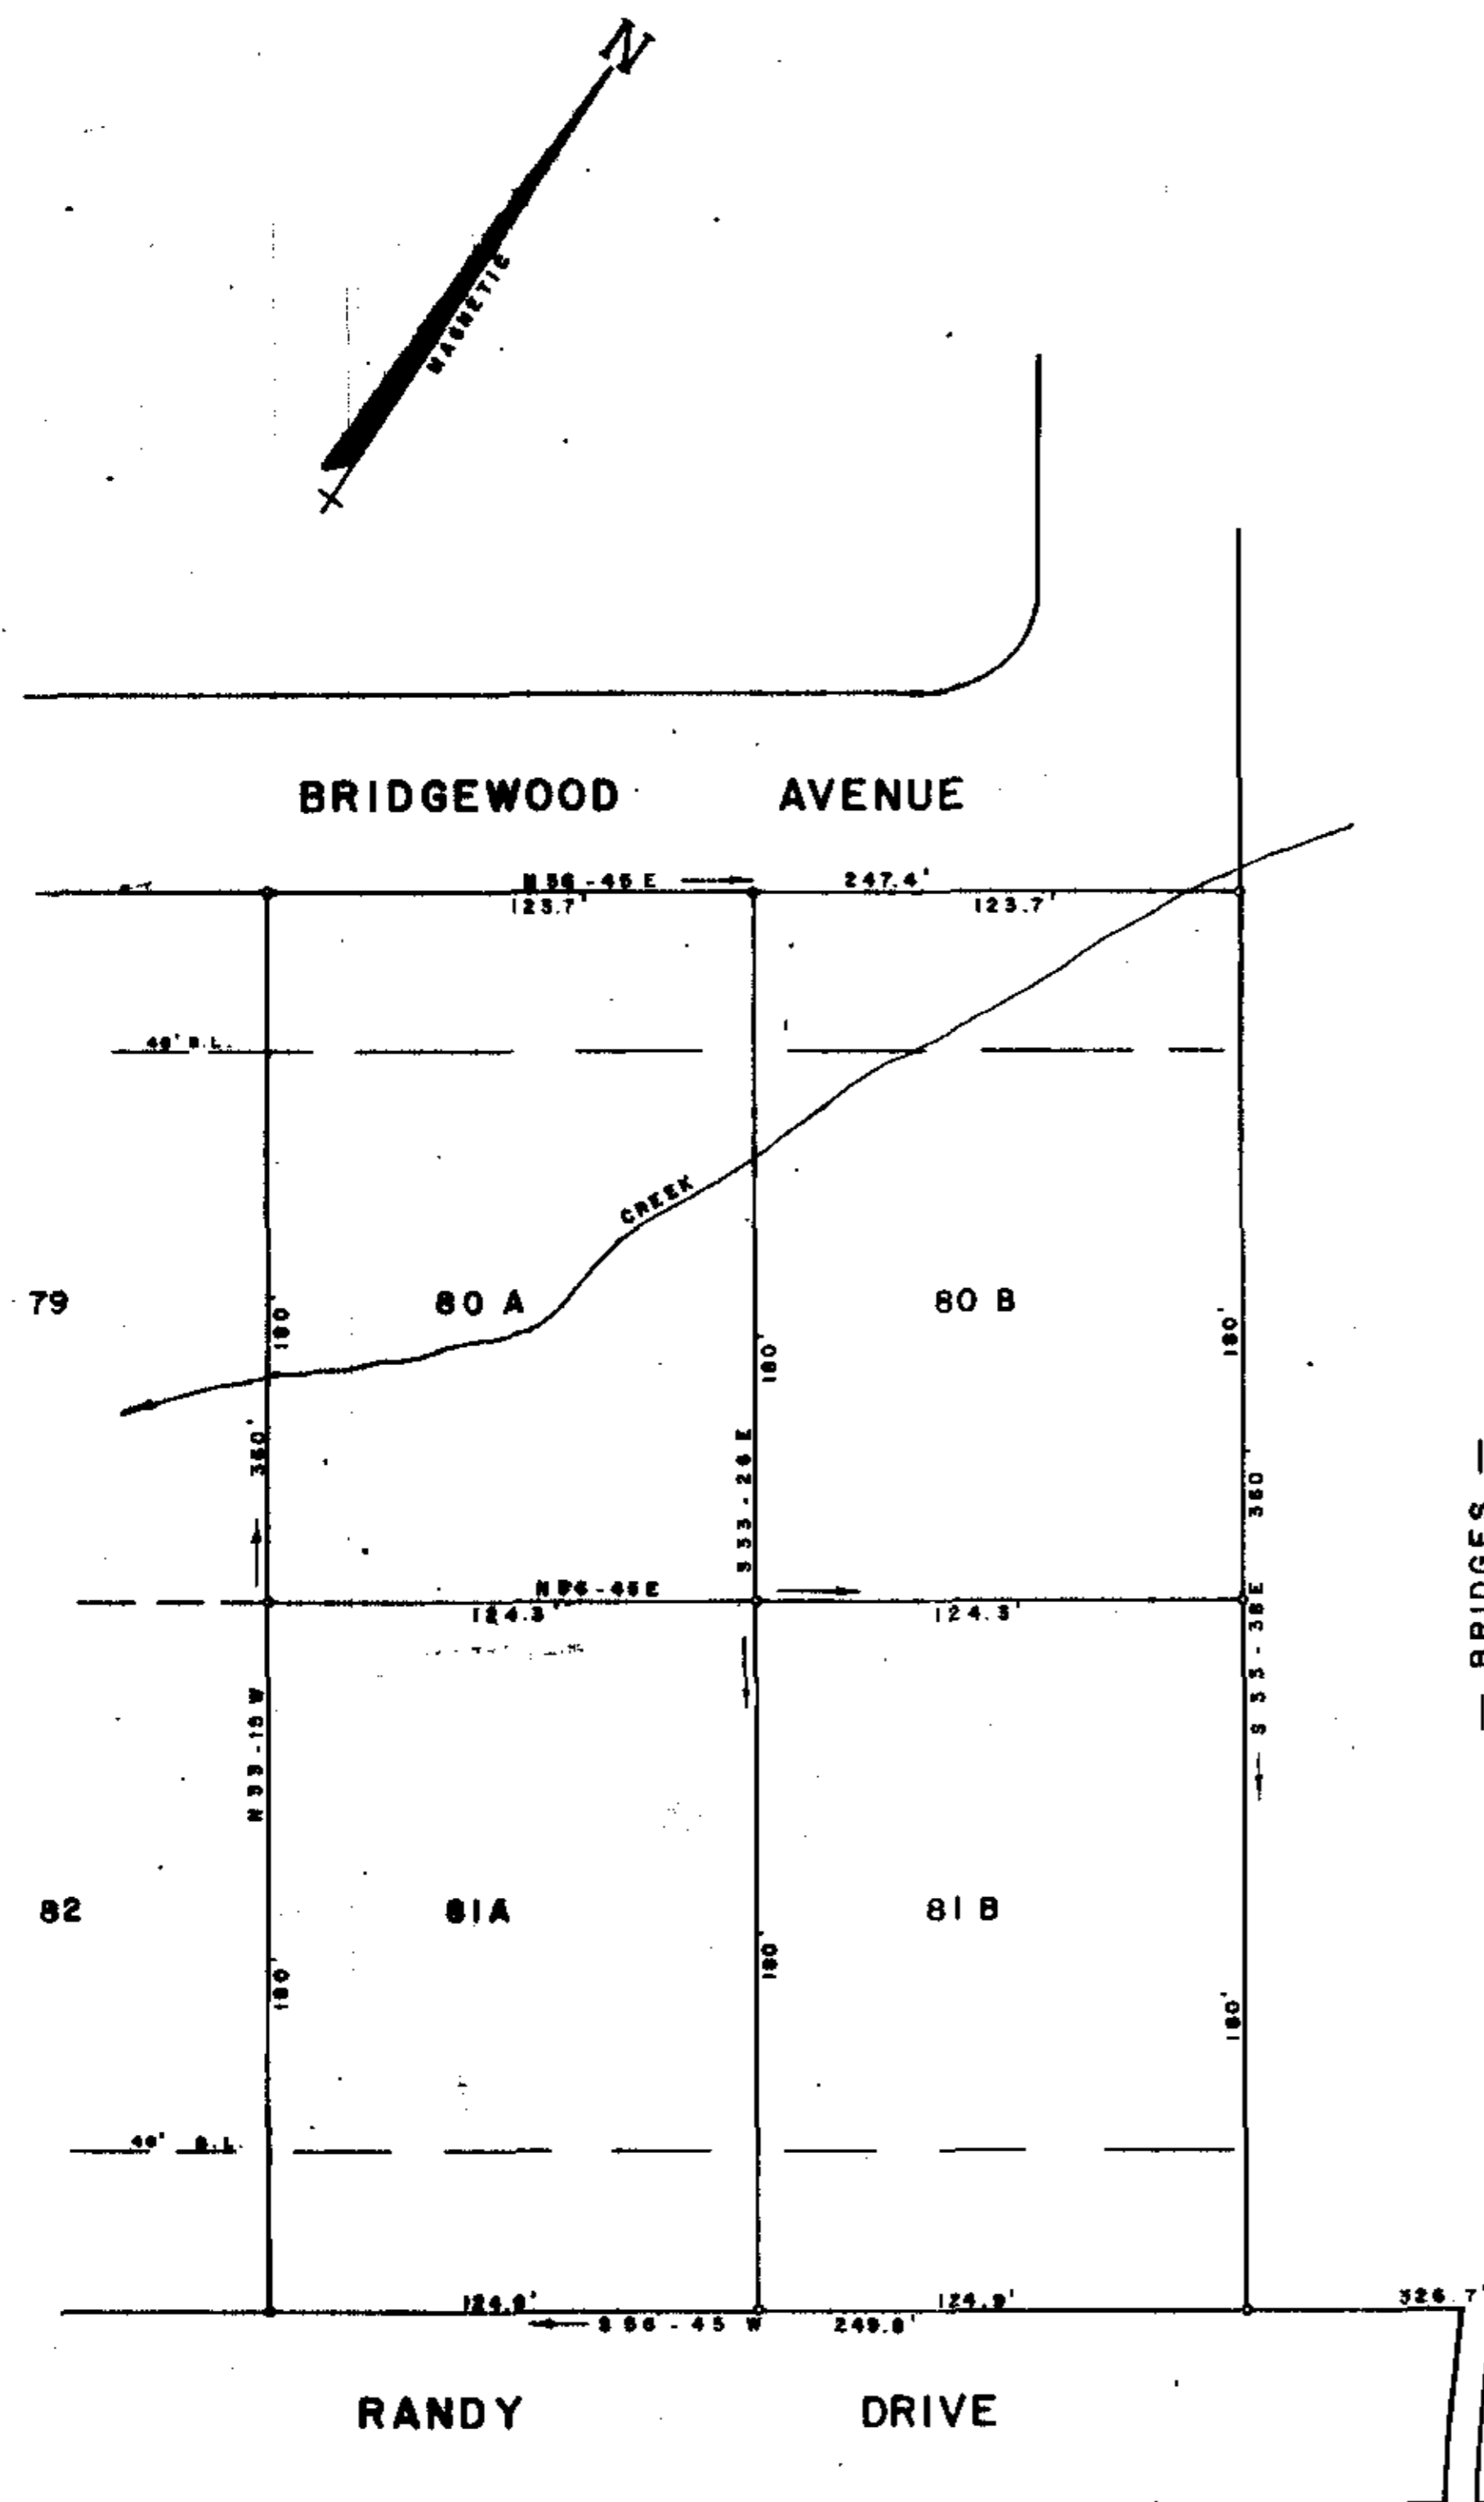 N
MAGNETIC
BRIDGEWOOD AVENUE
N 56 - 45 E 247.4'
123.7' 123.7'
40' B.L.
CREEK
79 80 A 80 B
180' 180' 180'
360' 360'
S 33 - 26 E
N 56 - 45 E
124.3' 124.3'
S 33 - 38 E
N 33 - 15 W
BRIDGES
82 81A 81 B
180' 180' 180'
40' B.L.
124.9' 124.9' 326.7
S 56 - 45 W 249.8'
RANDY DRIVE